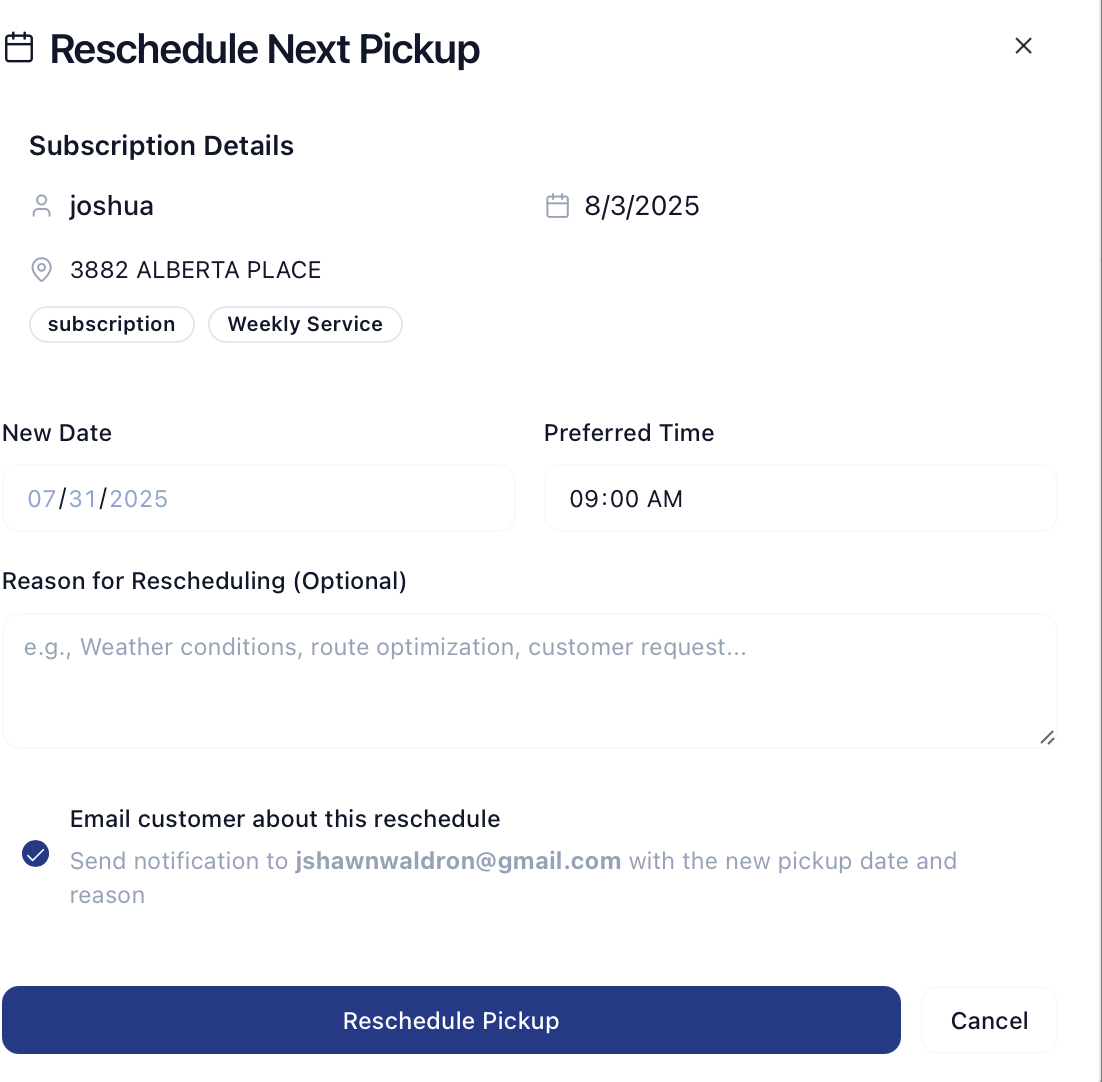 Reschedule Next Pickup
Subscription Details
joshua
8/3/2025
3882 ALBERTA PLACE
subscription
Weekly Service
New Date
Preferred Time
07/31/2025
09:00 AM
Reason for Rescheduling (Optional)
e.g., Weather conditions, route optimization, customer request...
Email customer about this reschedule
Send notification to jshawnwaldron@gmail.com with the new pickup date and
reason
Reschedule Pickup
Cancel